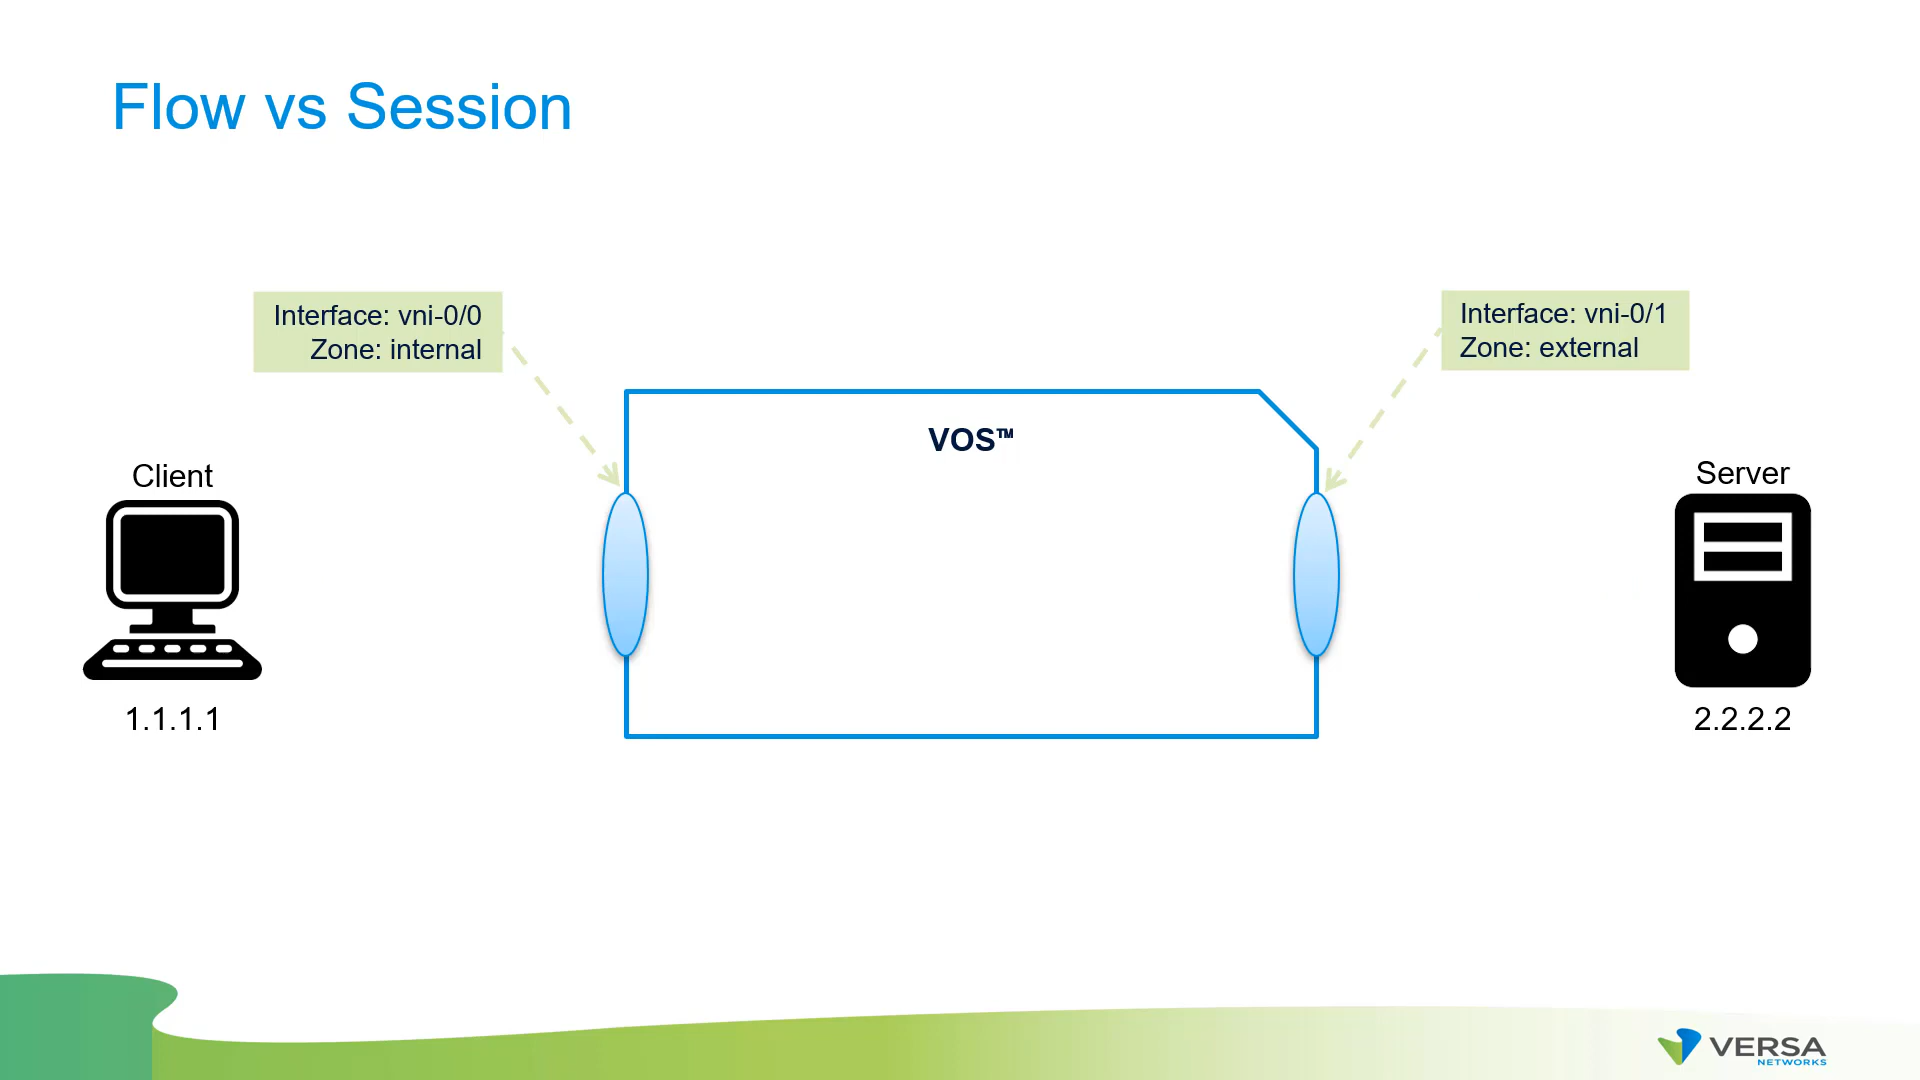 Flow vs Session
Interface: vni-0/0
Zone: internal
Interface: vni-0/1
Zone: external
VOS™
Client
Server
1.1.1.1
2.2.2.2
VERSA
NETWORKS